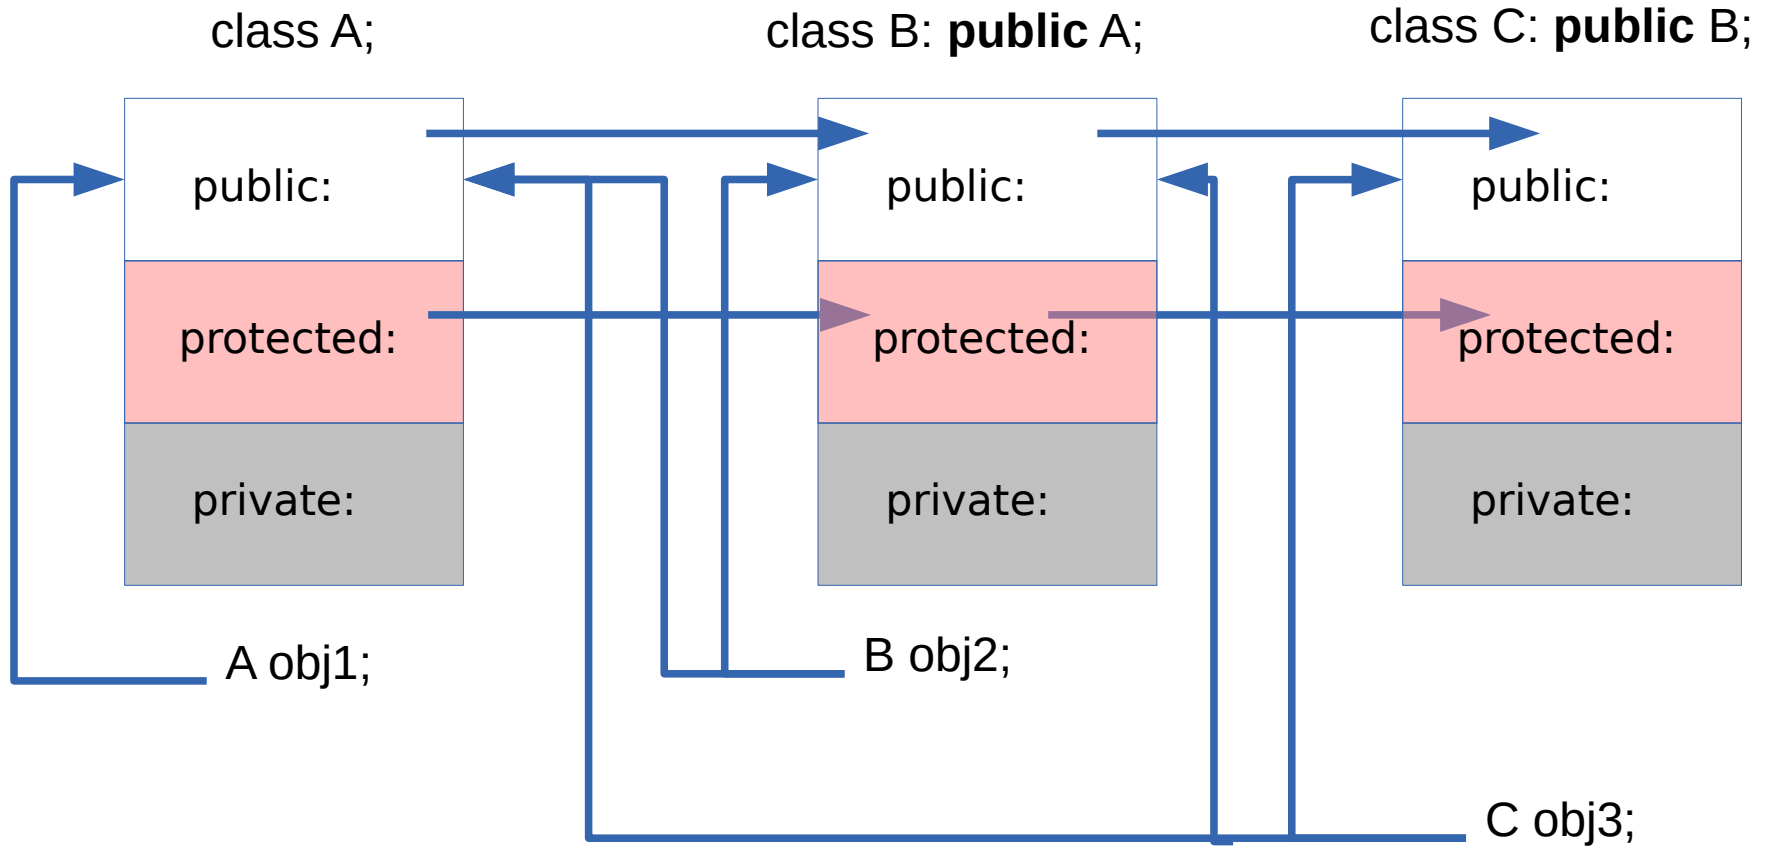 class A;
class B: public A;
class C: public B;
public:
public:
public:
protected:
protected:
protected:
private:
private:
private:
A obj1;
B obj2;
C obj3;